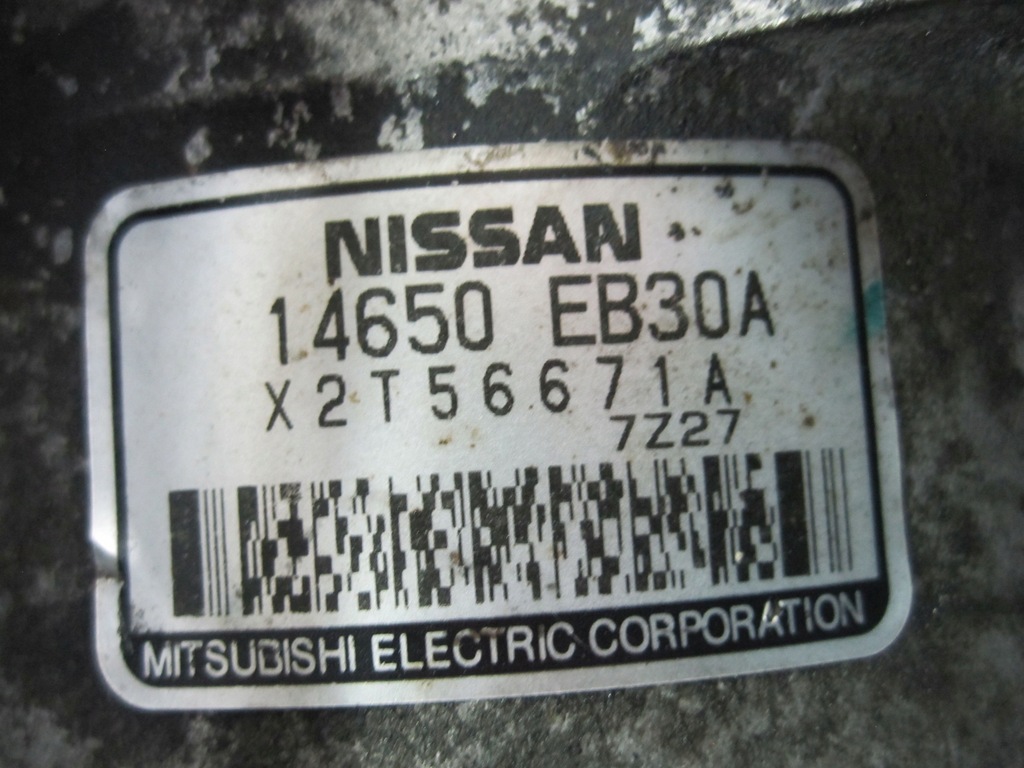 NISSAN
14650 EB30A
X2T56671A
7Z27
MITSUBISHI ELECTRIC CORPORATION